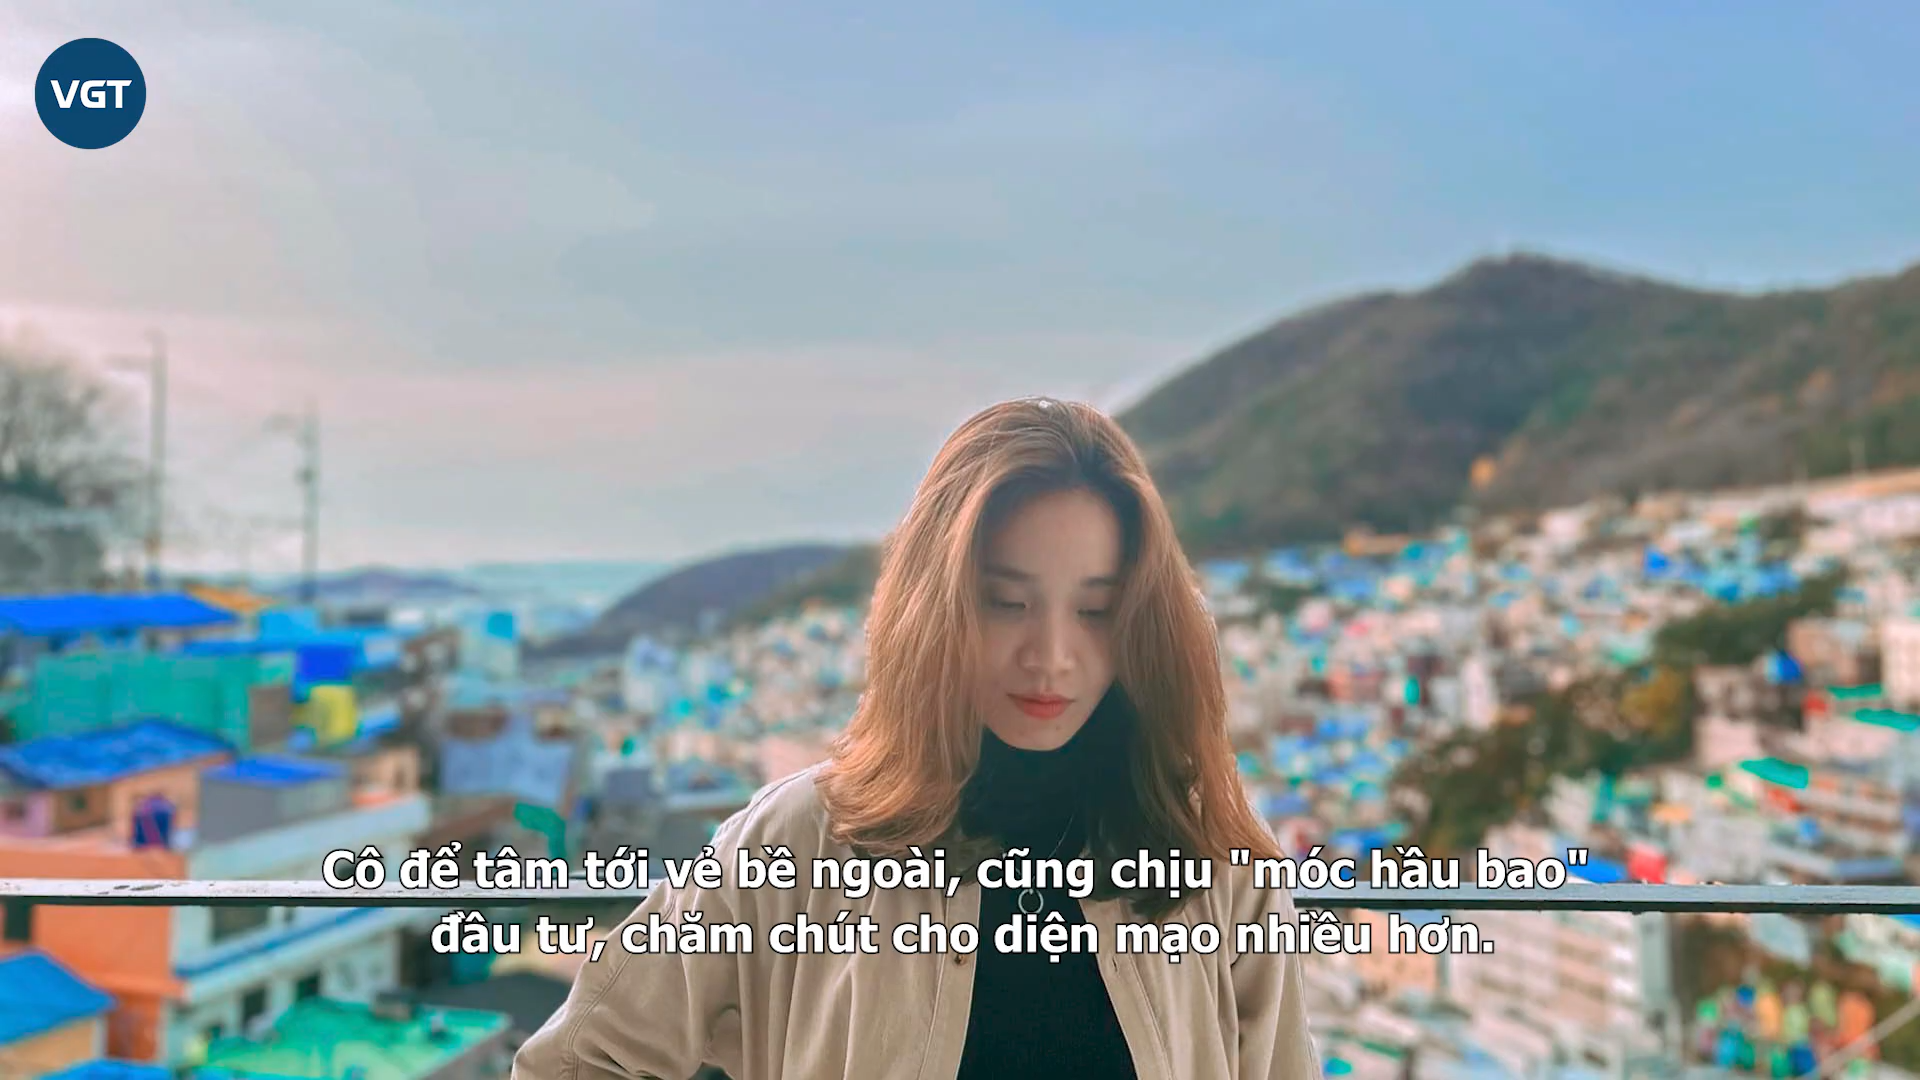 VGT
Cô để tâm tới vẻ bề ngoài, cũng chịu "móc hầu bao"
đầu tư, chăm chút cho diện mạo nhiều hơn.